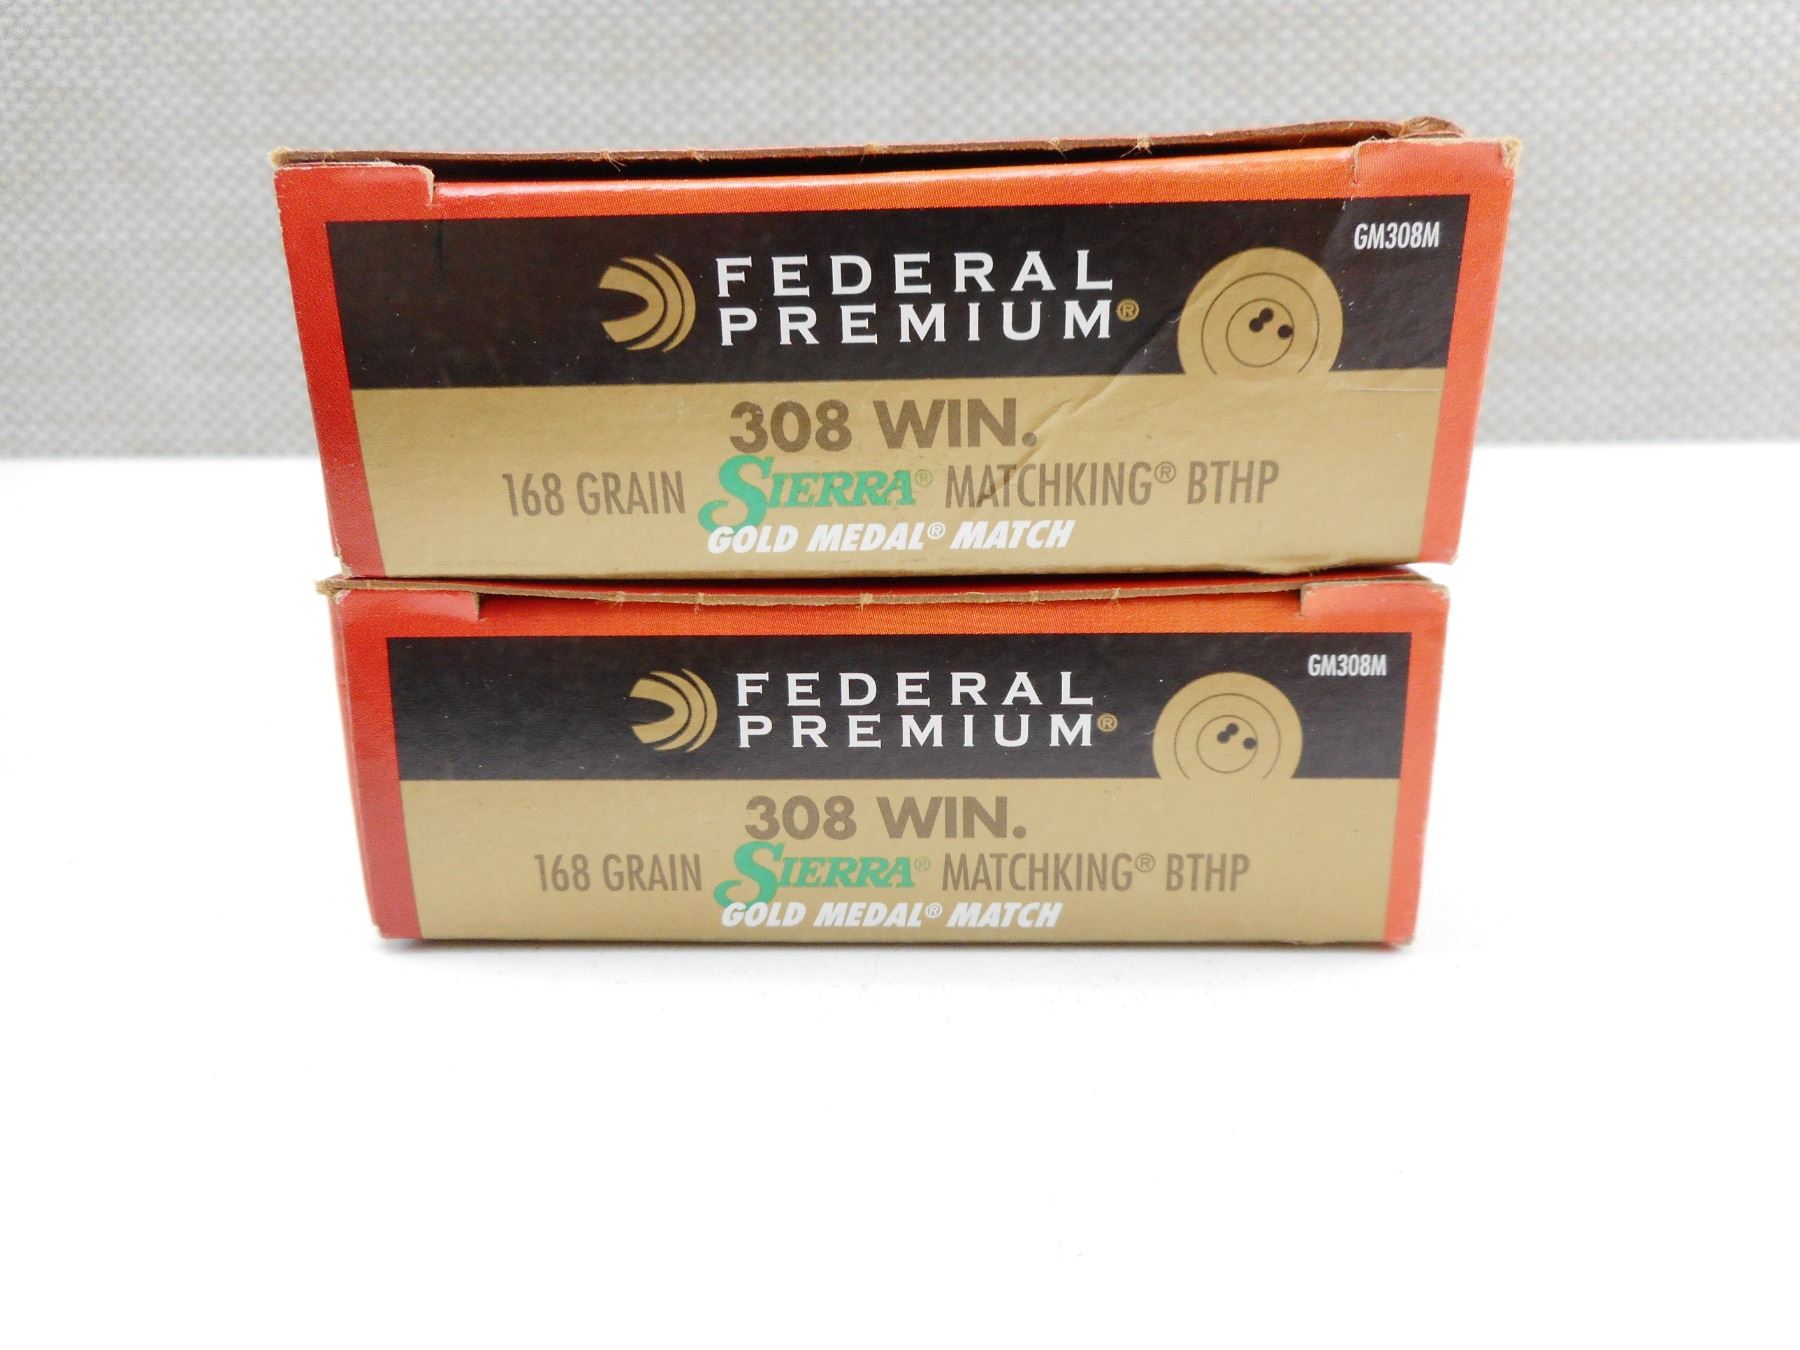 GM308M
FEDERAL
PREMIUM®
308 WIN.
168 GRAIN SIERRA® MATCHKING® BTHP
GOLD MEDAL® MATCH
GM308M
FEDERAL
PREMIUM®
308 WIN.
168 GRAIN SIERRA® MATCHKING® BTHP
GOLD MEDAL® MATCH